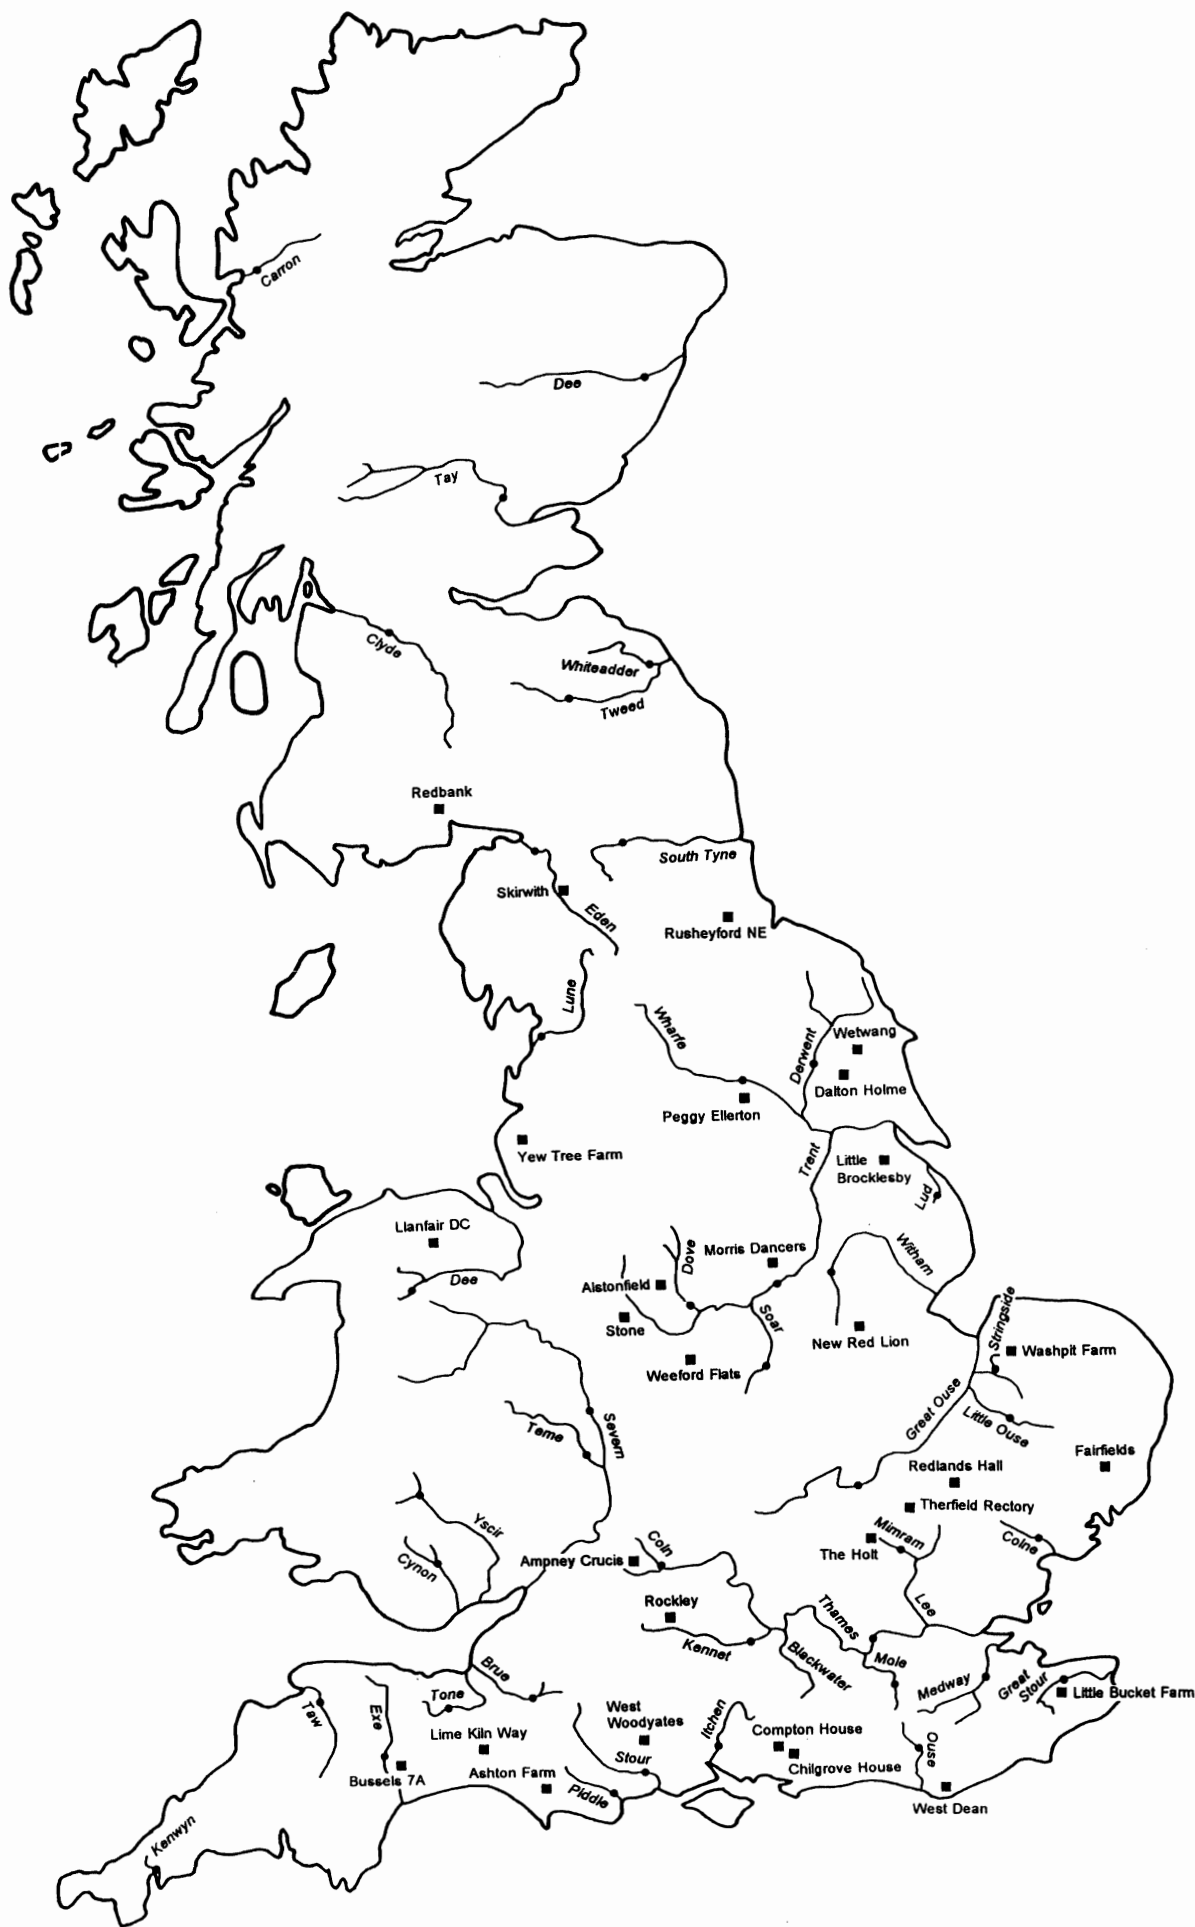 Carron
Dee
Tay
Clyde
Whiteadder
Tweed
Redbank
South Tyne
Skirwith
Eden
Rusheyford NE
Lune
Wharfe
Derwent
Wetwang
Dalton Holme
Peggy Ellerton
Yew Tree Farm
Trent
Little
Brocklesby
Lud
Llanfair DC
Dee
Dove
Morris Dancers
Witham
Alstonfield
Stone
Soar
Weeford Flats
New Red Lion
Stringside
Washpit Farm
Great Ouse
Little Ouse
Severn
Teme
Fairfields
Redlands Hall
Therfield Rectory
Yscir
Cynon
Ampney Crucis
Coln
Mimram
The Holt
Colne
Rockley
Kennet
Thames
Lee
Blackwater
Mole
Medway
Great
Stour
Little Bucket Farm
Brue
Tone
Taw
Exe
Lime Kiln Way
West
Woodyates
Itchen
Compton House
Chilgrove House
Ouse
Bussels 7A
Ashton Farm
Stour
Piddle
West Dean
Kenwyn